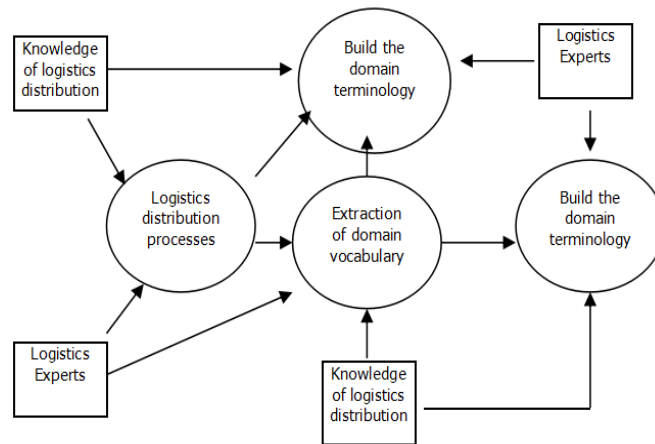 Knowledge
of logistics
distribution
Build the
domain
terminology
Logistics
Experts
Logistics
distribution
processes
Extraction
of domain
vocabulary
Build the
domain
terminology
Logistics
Experts
Knowledge
of logistics
distribution